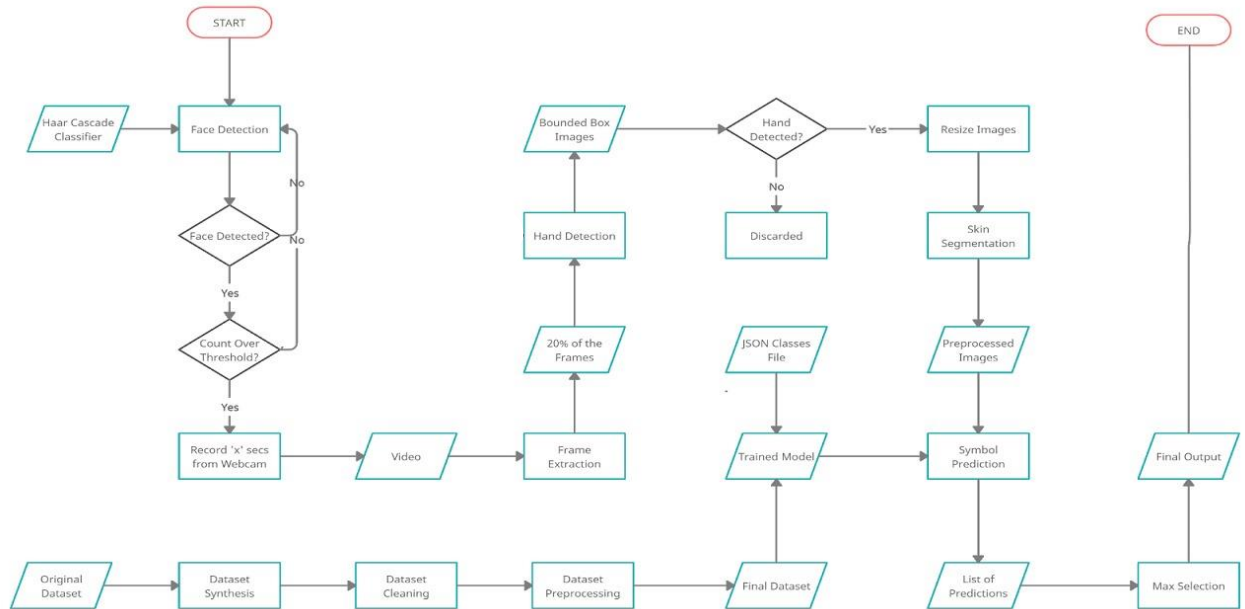 START
END
Haar Cascade
Classifier
Face Detection
Bounded Box
Images
Hand
Detected?
Yes
Resize Images
No
No
Face Detected?
No
Hand Detection
Discarded
Skin
Segmentation
Yes
Count Over
Threshold?
20% of the
Frames
JSON Classes
File
Preprocessed
Images
Yes
Record 'x' secs
from Webcam
Video
Frame
Extraction
Trained Model
Symbol
Prediction
Final Output
Original
Dataset
Dataset
Synthesis
Dataset
Cleaning
Dataset
Preprocessing
Final Dataset
List of
Predictions
Max Selection